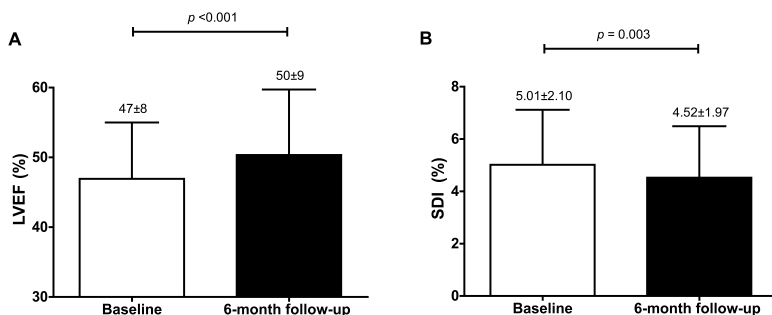 A
p <0.001
LVEF (%)
60
50
40
30
47±8
50±9
Baseline
6-month follow-up
B
p = 0.003
SDI (%)
8
6
4
2
0
5.01±2.10
4.52±1.97
Baseline
6-month follow-up